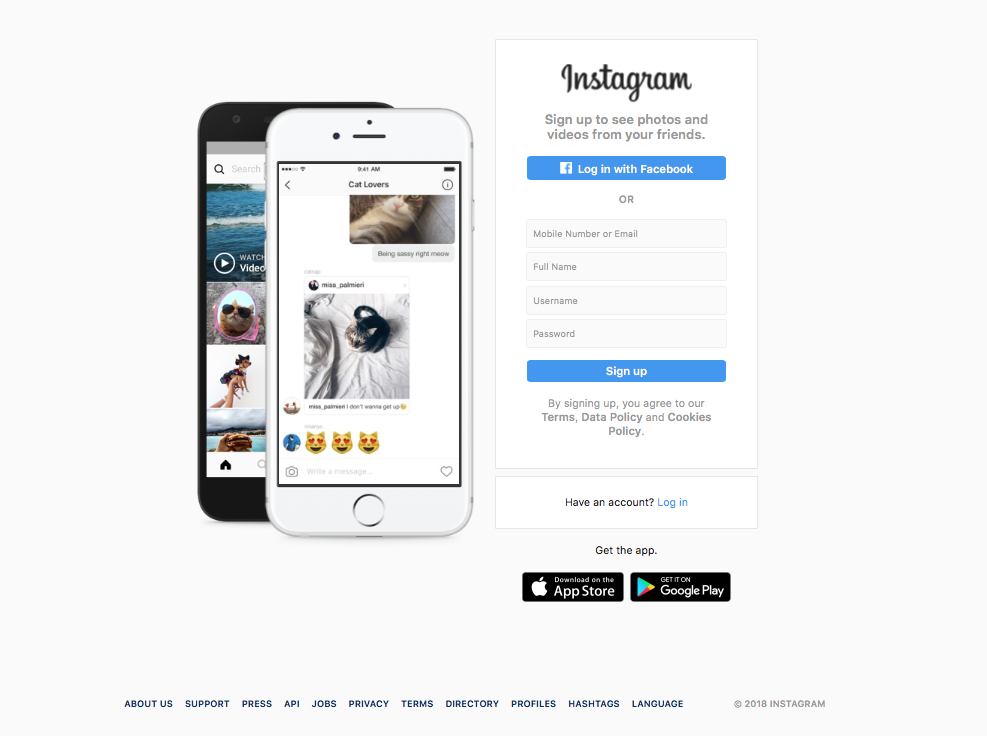 Instagram
Sign up to see photos and
videos from your friends.
Log in with Facebook
OR
Mobile Number or Email
Full Name
Username
Password
Sign up
By signing up, you agree to our
Terms, Data Policy and Cookies
Policy.
Have an account? Log in
Get the app.
Download on the
App Store
GET IT ON
Google Play
Search
WATCH
Video
9:41 AM
Cat Lovers
Being sassy right meow
catnap
miss_palmieri
miss_palmieri I don't wanna get up😂
Write a message...
ABOUT US SUPPORT PRESS API JOBS PRIVACY TERMS DIRECTORY PROFILES HASHTAGS LANGUAGE © 2018 INSTAGRAM